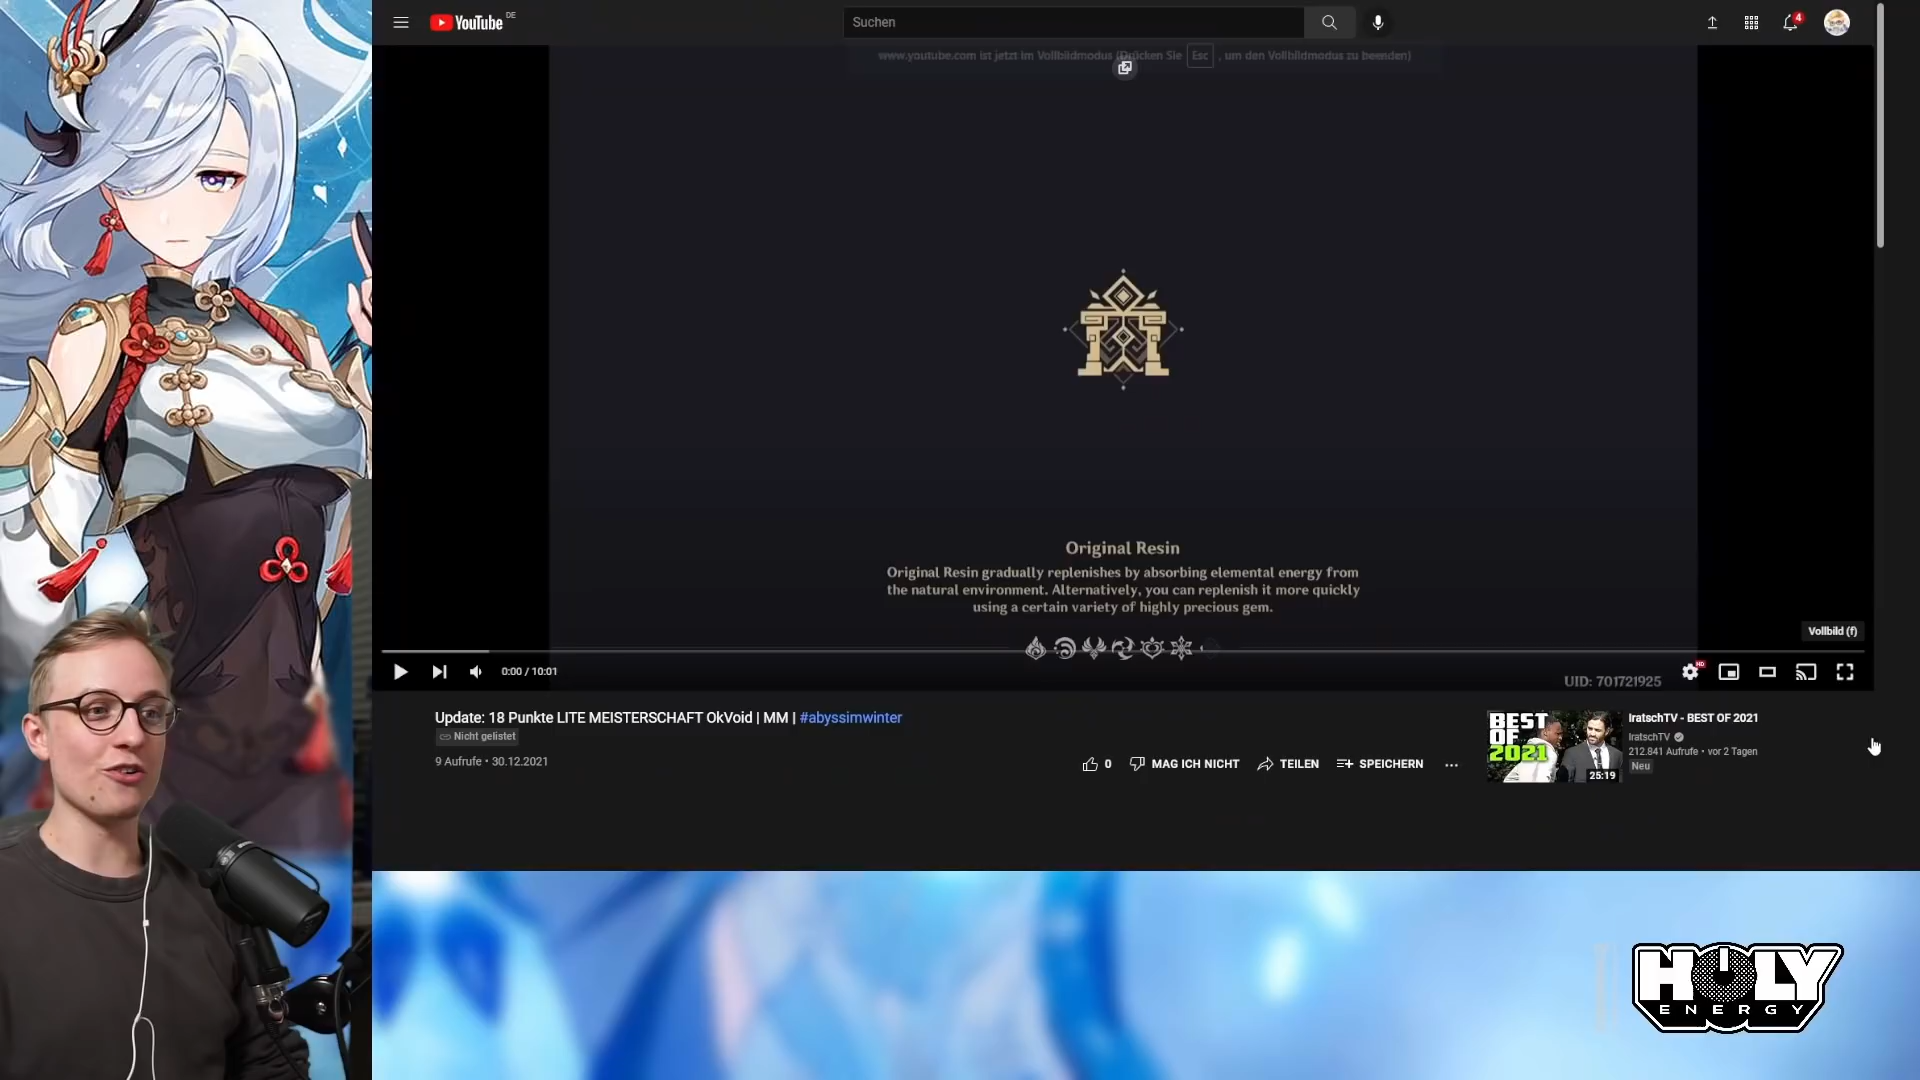 YouTube DE
Suchen
4
www.youtube.com ist jetzt im Vollbildmodus (Drücken Sie Esc , um den Vollbildmodus zu beenden)
Original Resin
Original Resin gradually replenishes by absorbing elemental energy from
the natural environment. Alternatively, you can replenish it more quickly
using a certain variety of highly precious gem.
Vollbild (f)
0:00 / 10:01
HD
UID: 701721925
Update: 18 Punkte LITE MEISTERSCHAFT OkVoid | MM | #abyssimwinter
Nicht gelistet
9 Aufrufe • 30.12.2021
0
MAG ICH NICHT
TEILEN
SPEICHERN
BEST
OF
2021
25:19
IratschTV - BEST OF 2021
IratschTV
212.841 Aufrufe • vor 2 Tagen
Neu
HOLY
ENERGY